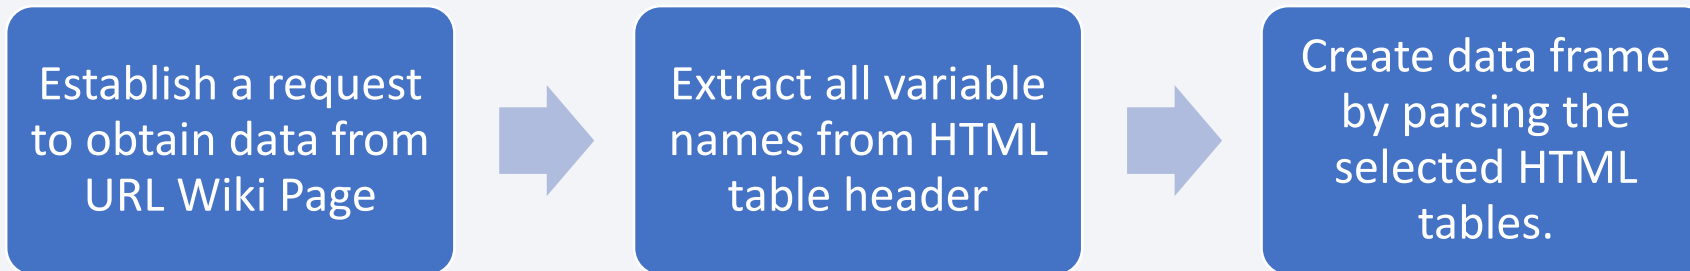 Establish a request
to obtain data from
URL Wiki Page
Extract all variable
names from HTML
table header
Create data frame
by parsing the
selected HTML
tables.